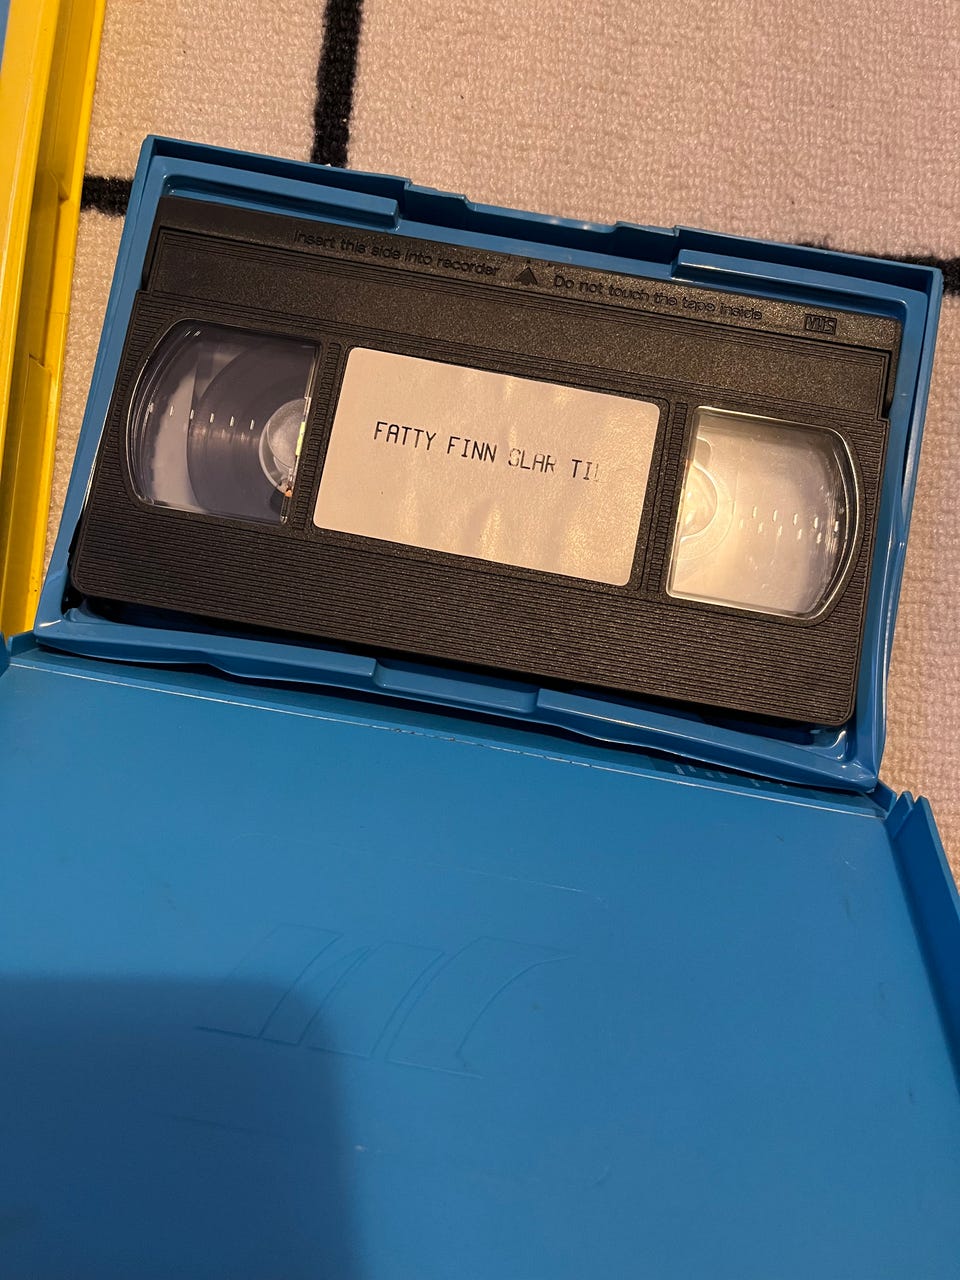 Insert this side into recorder Do not touch the tape inside VHS
FATTY FINN SLAR TIL